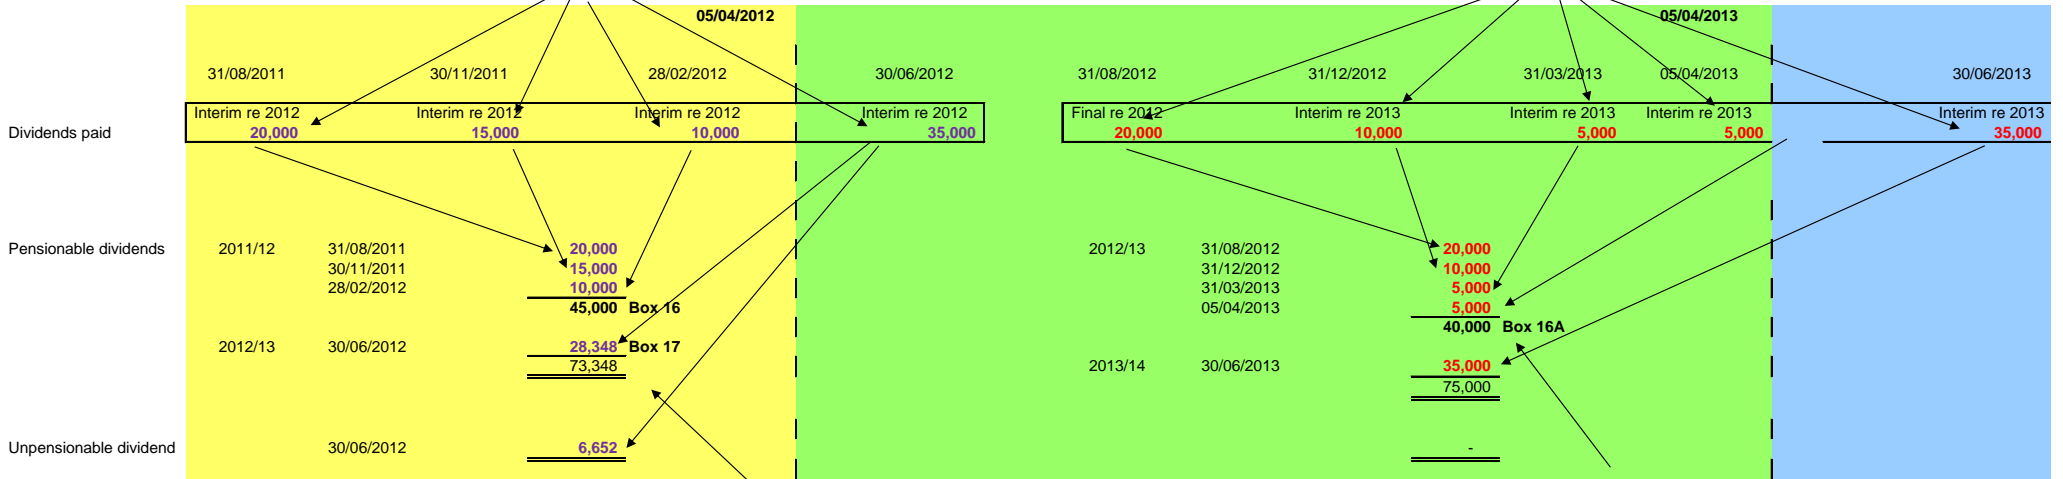 05/04/2012 05/04/2013
31/08/2011 30/11/2011 28/02/2012 30/06/2012 31/08/2012 31/12/2012 31/03/2013 05/04/2013 30/06/2013
Interim re 2012 Interim re 2012 Interim re 2012 Interim re 2012 Final re 2012 Interim re 2013 Interim re 2013 Interim re 2013 Interim re 2013
Dividends paid 20,000 15,000 10,000 35,000 20,000 10,000 5,000 5,000 35,000
Pensionable dividends 2011/12 31/08/2011 20,000 2012/13 31/08/2012 20,000
30/11/2011 15,000 31/12/2012 10,000
28/02/2012 10,000 31/03/2013 5,000
45,000 Box 16 05/04/2013 5,000
40,000 Box 16A
2012/13 30/06/2012 28,348 Box 17
73,348 2013/14 30/06/2013 35,000
75,000
Unpensionable dividend 30/06/2012 6,652 -